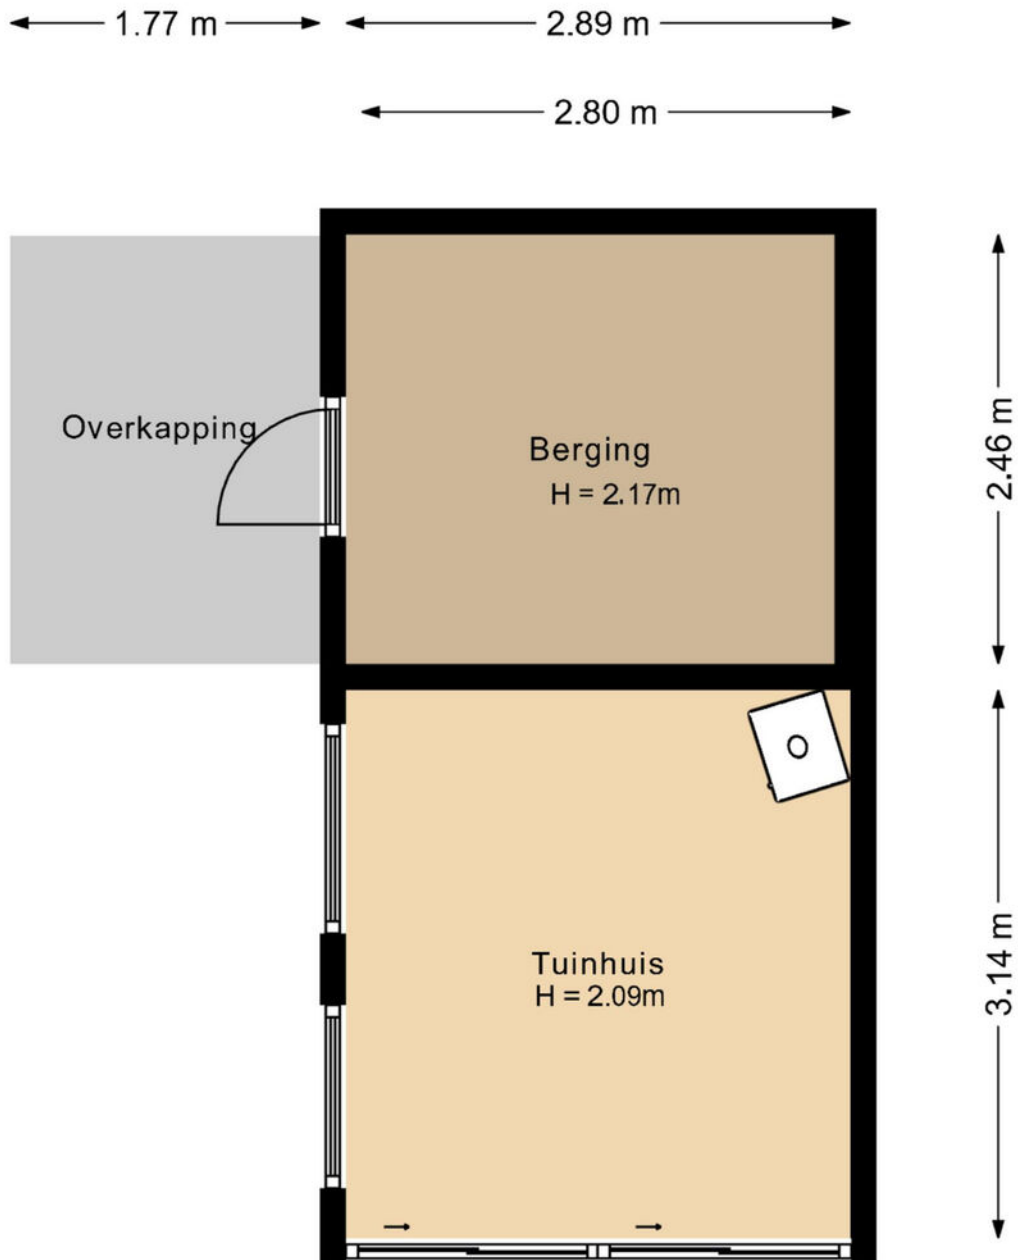 1.77 m
2.89 m
2.80 m
Overkapping
Berging
H = 2.17m
2.46 m
Tuinhuis
H = 2.09m
3.14 m